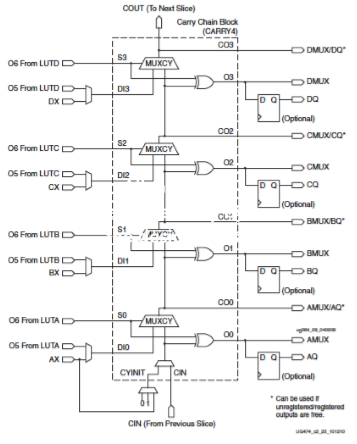 COUT (To Next Slice)
Carry Chain Block
(CARRY4)
CO3
DMUX/DQ*
O6 From LUTD
S3
MUXCY
O3
DMUX
O5 From LUTD
DI3
D Q
DQ
DX
(Optional)
CO2
CMUX/CQ*
O6 From LUTC
S2
MUXCY
O2
CMUX
O5 From LUTC
DI2
D Q
CQ
CX
(Optional)
BMUX/BQ*
O6 From LUTB
S1
MUXCY
O1
BMUX
O5 From LUTB
DI1
D Q
BQ
BX
(Optional)
CO0
AMUX/AQ*
O6 From LUTA
S0
MUXCY
O0
AMUX
O5 From LUTA
DI0
D Q
AQ
AX
(Optional)
CYINIT
CIN
0 1
* Can be used if
unregistered/registered
outputs are free.
CIN (From Previous Slice)